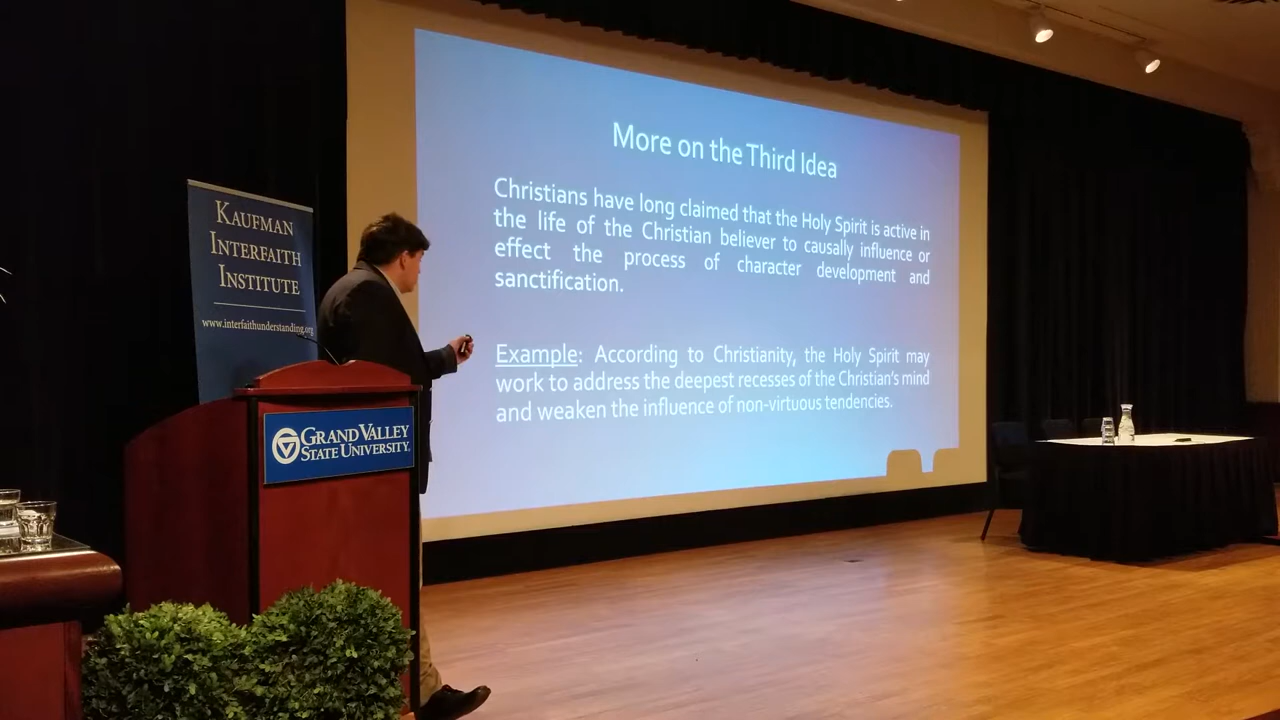 KAUFMAN
INTERFAITH
INSTITUTE
www.interfaithunderstanding.org
GRAND VALLEY
STATE UNIVERSITY
More on the Third Idea
Christians have long claimed that the Holy Spirit is active in
the life of the Christian believer to causally influence or
effect the process of character development and
sanctification.
Example: According to Christianity, the Holy Spirit may
work to address the deepest recesses of the Christian's mind
and weaken the influence of non-virtuous tendencies.